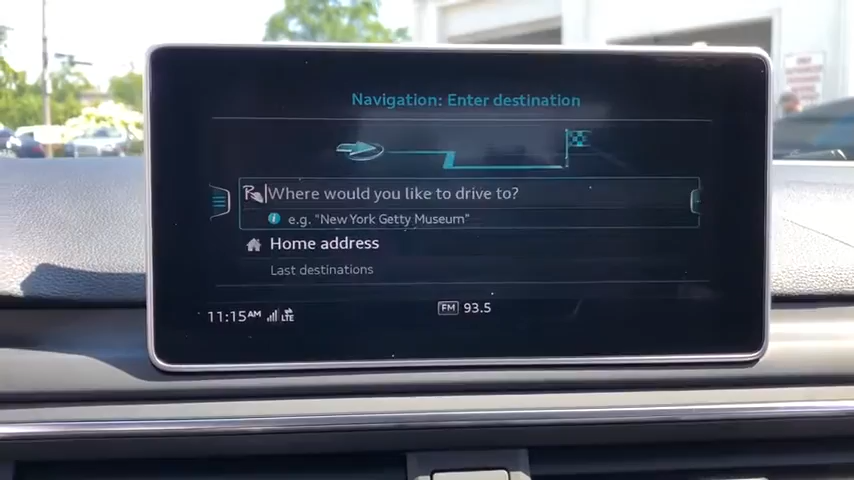 Navigation: Enter destination
Where would you like to drive to?
e.g. "New York Getty Museum"
Home address
Last destinations
11:15AM LTE FM 93.5